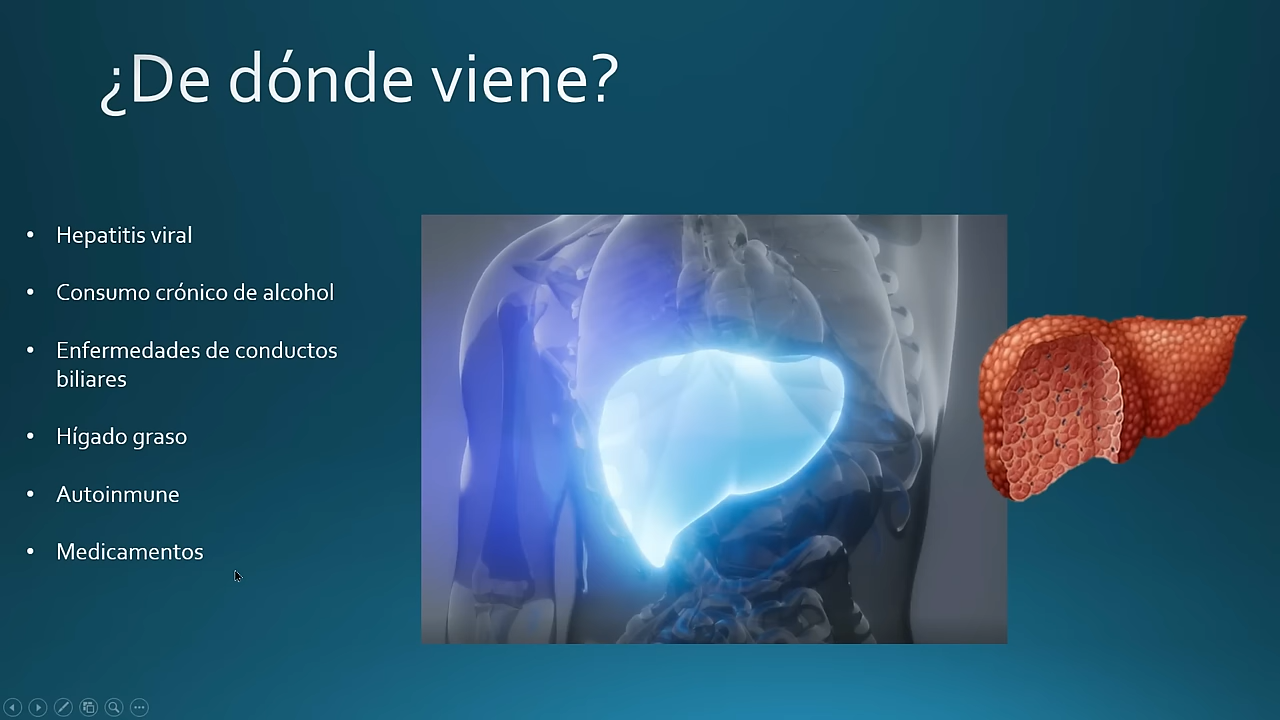 ¿De dónde viene?
• Hepatitis viral
• Consumo crónico de alcohol
• Enfermedades de conductos
biliares
• Hígado graso
• Autoinmune
• Medicamentos